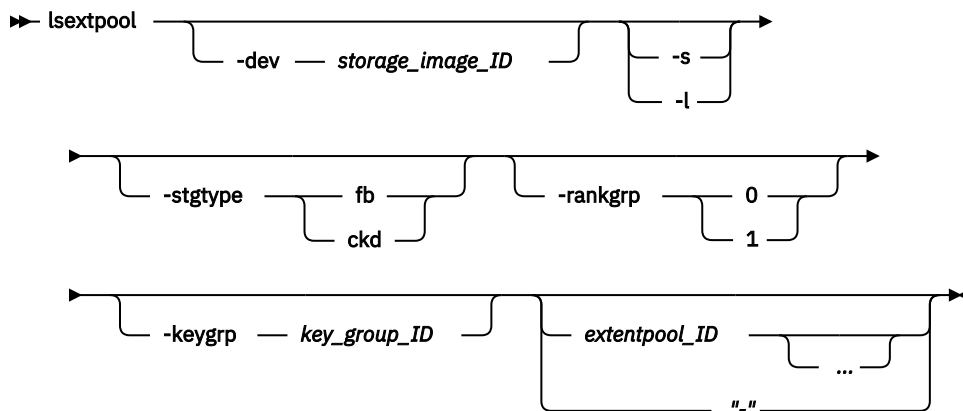 lsextpool
-dev storage_image_ID -s
-l
-stgtype fb -rankgrp 0
ckd 1
-keygrp key_group_ID extentpool_ID
...
"-"